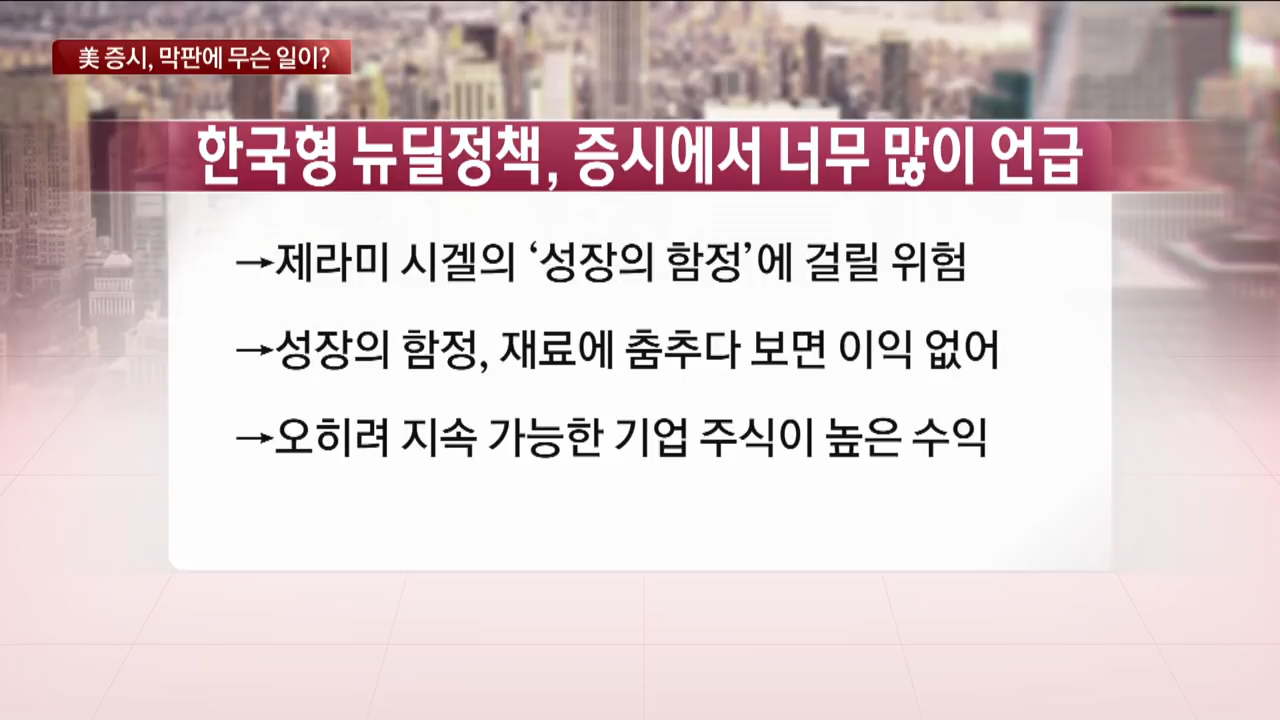 美 증시, 막판에 무슨 일이?
한국형 뉴딜정책, 증시에서 너무 많이 언급
→제라미 시겔의 ‘성장의 함정’에 걸릴 위험
→성장의 함정, 재료에 춤추다 보면 이익 없어
→오히려 지속 가능한 기업 주식이 높은 수익